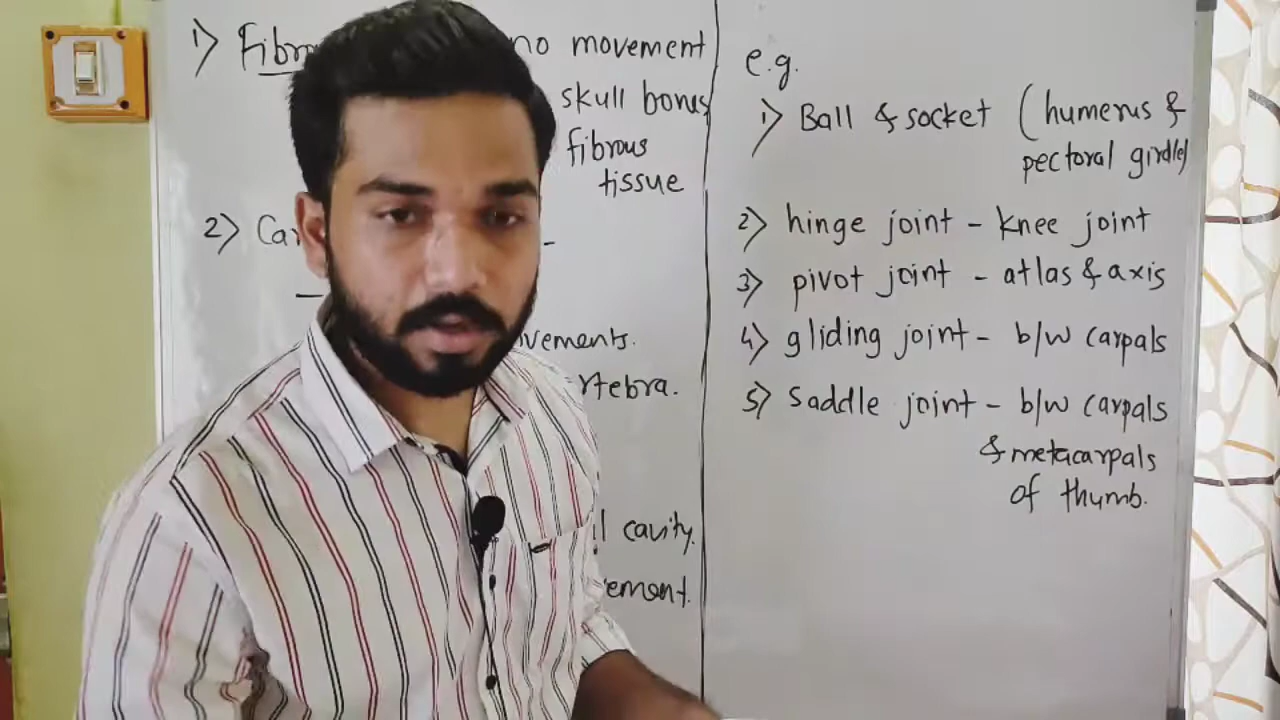 1) Fibro no movement
skull bones
fibrous
tissue
2) Ca -
vements.
rtebra.
l cavity.
ement.
e.g.
1) Ball & socket (humerus &
pectoral girdle)
2) hinge joint - knee joint
3) pivot joint - atlas & axis
4) gliding joint - b/w carpals
5) Saddle joint - b/w carpals
& metacarpals
of thumb.